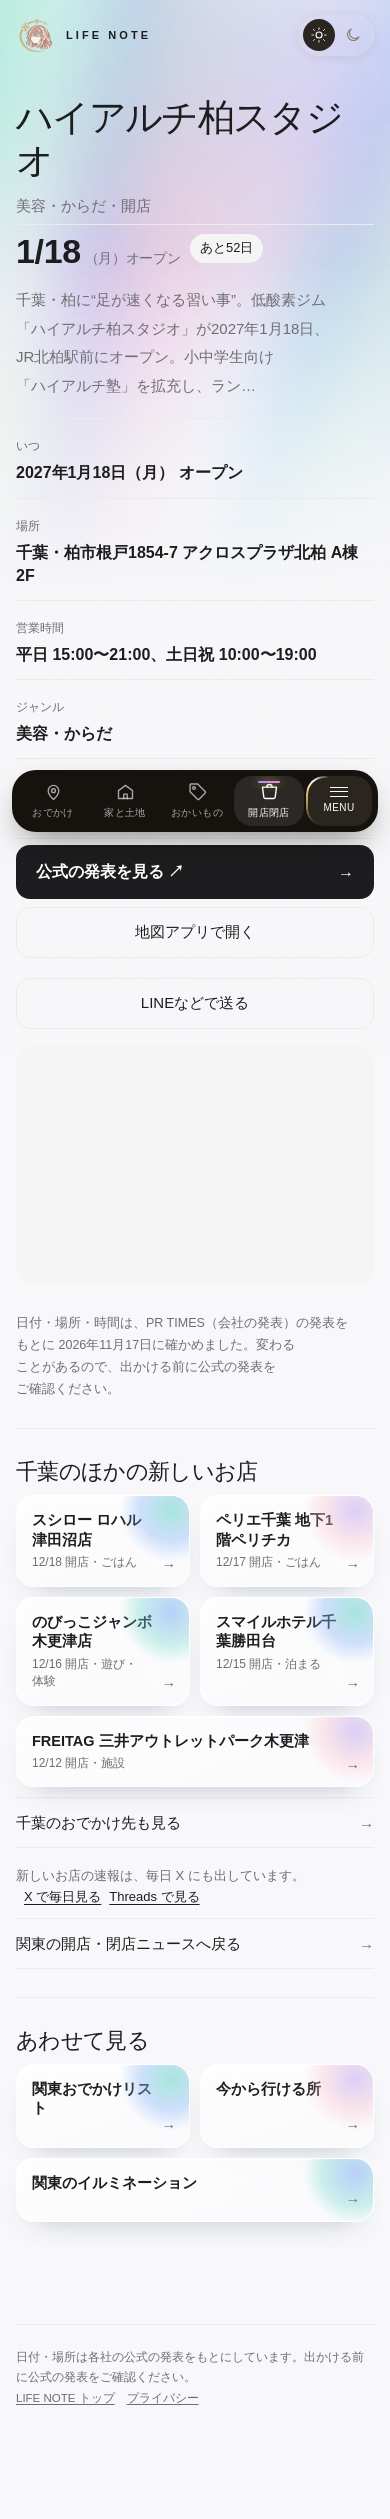 LIFE NOTE
ハイアルチ柏スタジ
オ
美容・からだ・開店
1/18 （月）オープン あと52日
千葉・柏に“足が速くなる習い事”。低酸素ジム
「ハイアルチ柏スタジオ」が2027年1月18日、
JR北柏駅前にオープン。小中学生向け
「ハイアルチ塾」を拡充し、ラン…
いつ
2027年1月18日（月） オープン
場所
千葉・柏市根戸1854-7 アクロスプラザ北柏 A棟
2F
営業時間
平日 15:00〜21:00、土日祝 10:00〜19:00
ジャンル
美容・からだ
おでかけ 家と土地 おかいもの 開店閉店 MENU
公式の発表を見る ↗ →
地図アプリで開く
LINEなどで送る
日付・場所・時間は、PR TIMES（会社の発表）の発表を
もとに 2026年11月17日に確かめました。変わる
ことがあるので、出かける前に公式の発表を
ご確認ください。
千葉のほかの新しいお店
スシロー ロハル
津田沼店
12/18 開店・ごはん →
ペリエ千葉 地下1
階ペリチカ
12/17 開店・ごはん →
のびっこジャンボ
木更津店
12/16 開店・遊び・
体験 →
スマイルホテル千
葉勝田台
12/15 開店・泊まる →
FREITAG 三井アウトレットパーク木更津
12/12 開店・施設 →
千葉のおでかけ先も見る →
新しいお店の速報は、毎日 X にも出しています。
X で毎日見る Threads で見る
関東の開店・閉店ニュースへ戻る →
あわせて見る
関東おでかけリス
ト →
今から行ける所 →
関東のイルミネーション →
日付・場所は各社の公式の発表をもとにしています。出かける前
に公式の発表をご確認ください。
LIFE NOTE トップ プライバシー